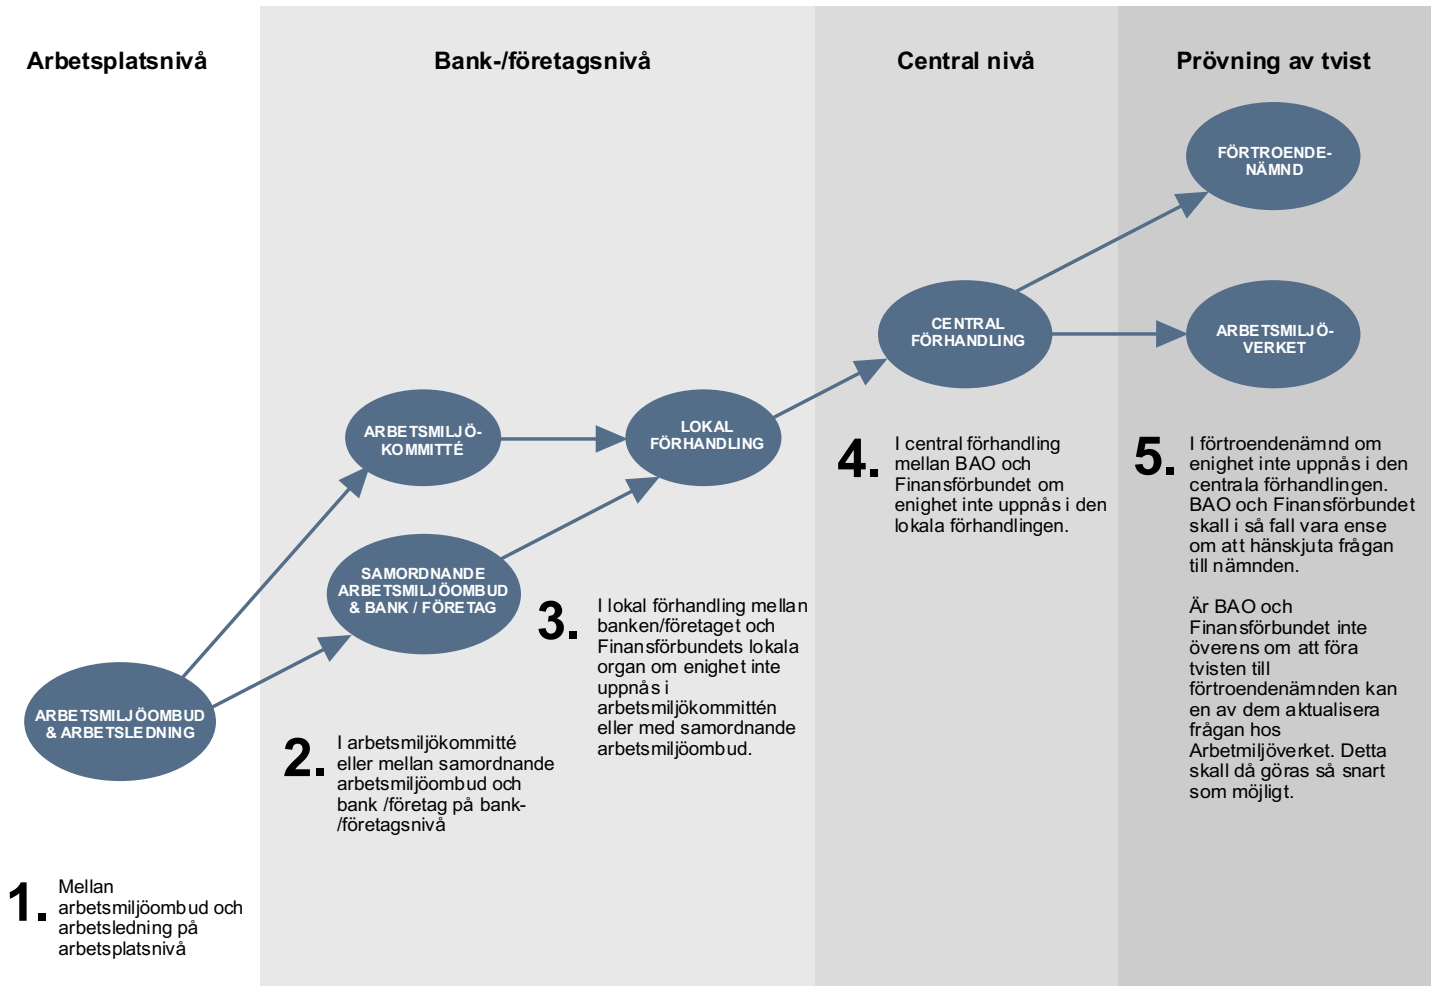 Arbetsplatsnivå
Bank-/företagsnivå
Central nivå
Prövning av tvist
FÖRTROENDE-
NÄMND
CENTRAL
FÖRHANDLING
ARBETSMILJÖ-
VERKET
ARBETSMILJÖ-
KOMMITTÉ
LOKAL
FÖRHANDLING
SAMORDNANDE
ARBETSMILJÖOMBUD
& BANK / FÖRETAG
ARBETSMILJÖOMBUD
& ARBETSLEDNING
1.
Mellan
arbetsmiljöombud och
arbetsledning på
arbetsplatsnivå
2.
I arbetsmiljökommitté
eller mellan samordnande
arbetsmiljöombud och
bank /företag på bank-
/företagsnivå
3.
I lokal förhandling mellan
banken/företaget och
Finansförbundets lokala
organ om enighet inte
uppnås i
arbetsmiljökommittén
eller med samordnande
arbetsmiljöombud.
4.
I central förhandling
mellan BAO och
Finansförbundet om
enighet inte uppnås i den
lokala förhandlingen.
5.
I förtroendenämnd om
enighet inte uppnås i den
centrala förhandlingen.
BAO och Finansförbundet
skall i så fall vara ense
om att hänskjuta frågan
till nämnden.
Är BAO och
Finansförbundet inte
överens om att föra
tvisten till
förtroendenämnden kan
en av dem aktualisera
frågan hos
Arbetmiljöverket. Detta
skall då göras så snart
som möjligt.